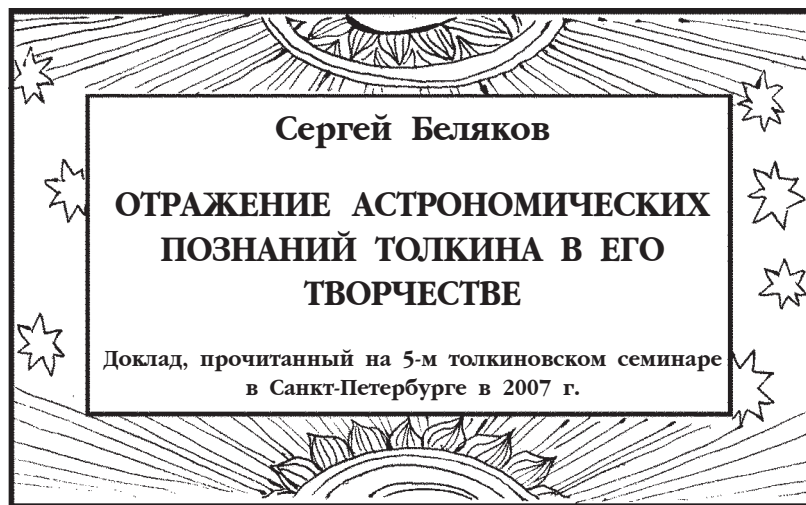 Сергей Беляков
ОТРАЖЕНИЕ АСТРОНОМИЧЕСКИХ
ПОЗНАНИЙ ТОЛКИНА В ЕГО
ТВОРЧЕСТВЕ
Доклад, прочитанный на 5-м толкиновском семинаре
в Санкт-Петербурге в 2007 г.